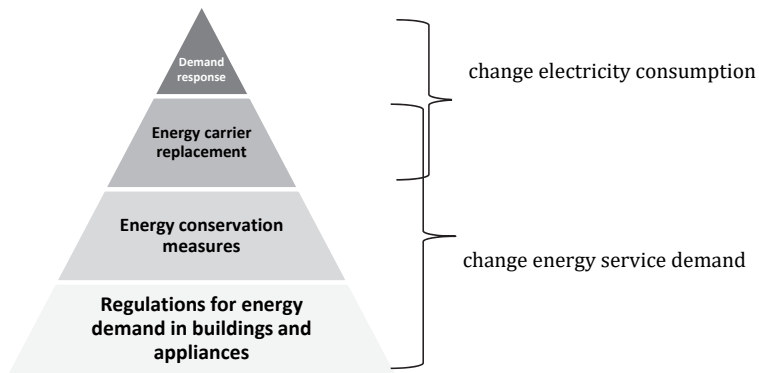 Demand
response
change electricity consumption
Energy carrier
replacement
Energy conservation
measures
change energy service demand
Regulations for energy
demand in buildings and
appliances